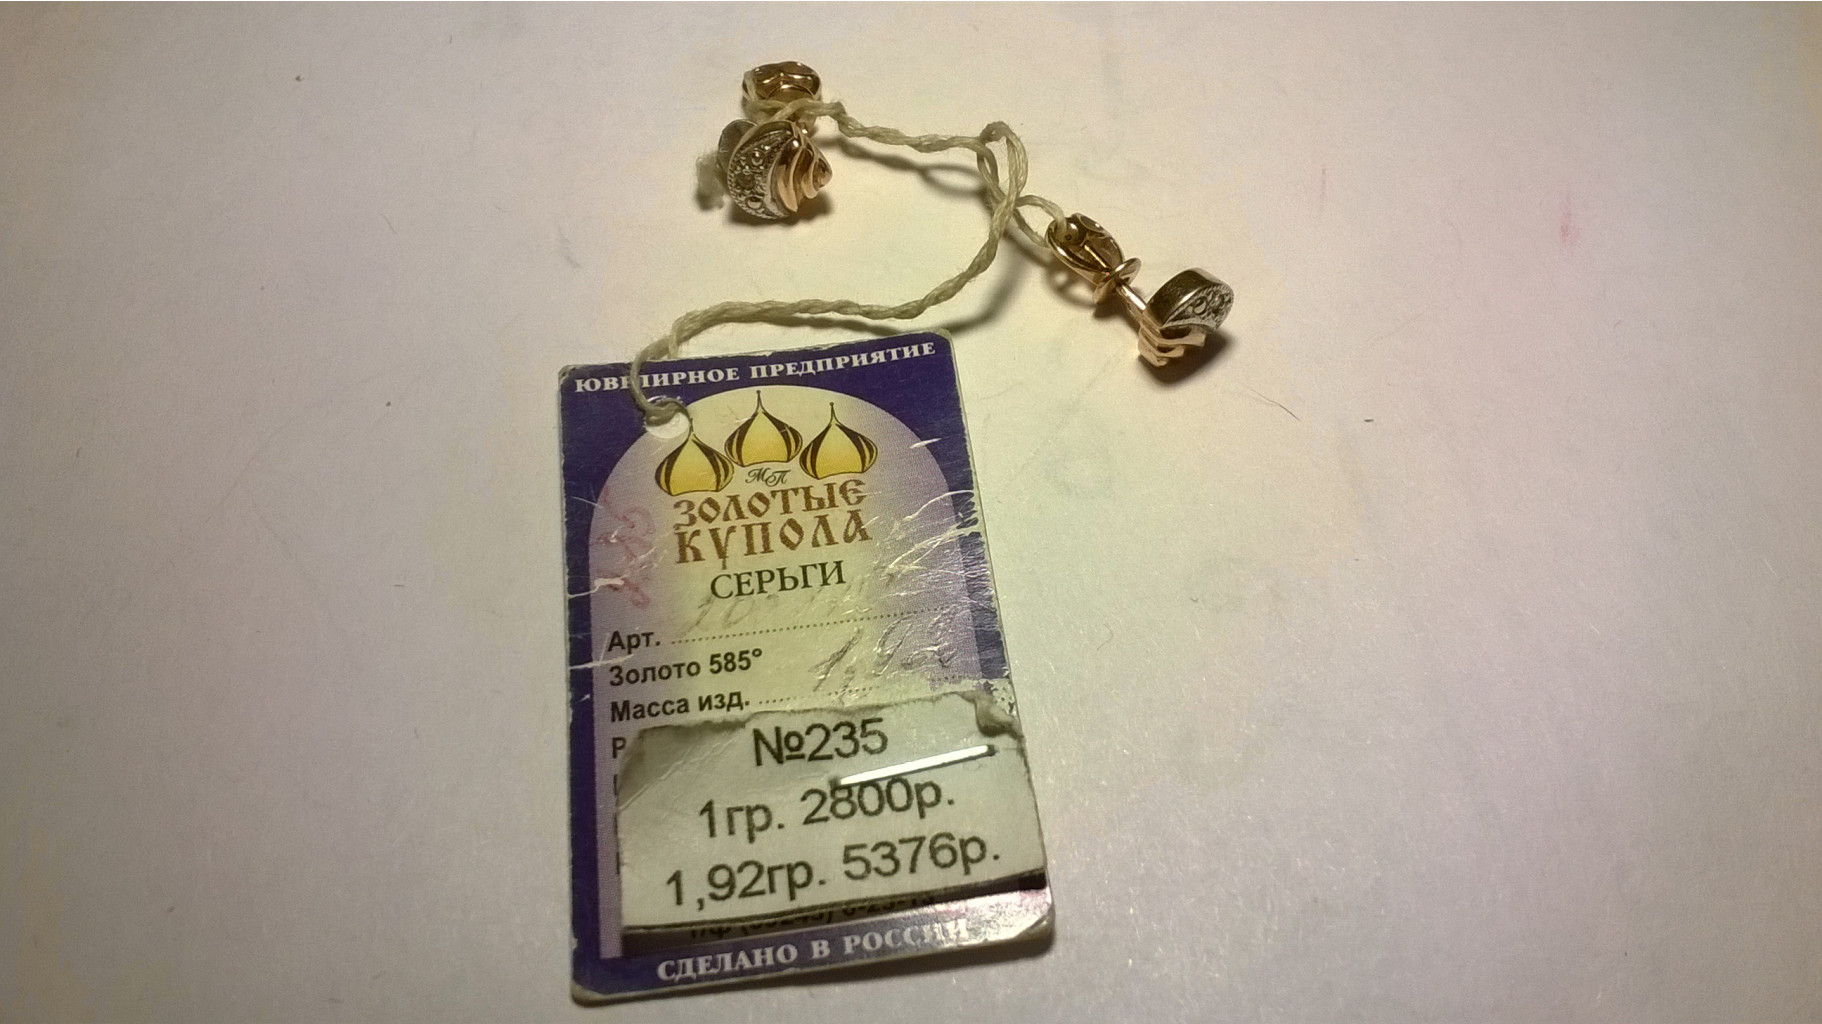 ЮВЕЛИРНОЕ ПРЕДПРИЯТИЕ
МП
ЗОЛОТЫЕ
КУПОЛА
СЕРЬГИ
Арт.
Золото 585°
Масса изд. 1,92
№235
1гр. 2800р.
1,92гр. 5376р.
СДЕЛАНО В РОССИИ